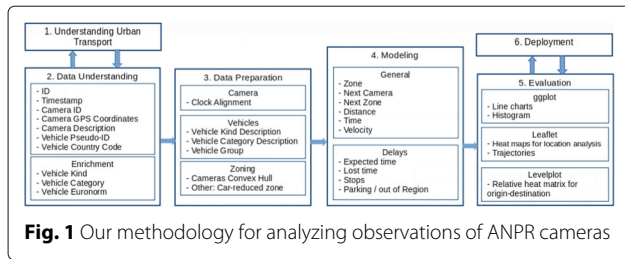 1. Understanding Urban
Transport
2. Data Understanding
- ID
- Timestamp
- Camera ID
- Camera GPS Coordinates
- Camera Description
- Vehicle Pseudo-ID
- Vehicle Country Code
Enrichment
- Vehicle Kind
- Vehicle Category
- Vehicle Euronorm
3. Data Preparation
Camera
- Clock Alignment
Vehicles
- Vehicle Kind Description
- Vehicle Category Description
- Vehicle Group
Zoning
- Cameras Convex Hull
- Other: Car-reduced zone
4. Modeling
General
- Zone
- Next Camera
- Next Zone
- Distance
- Time
- Velocity
Delays
- Expected time
- Lost time
- Stops
- Parking / out of Region
6. Deployment
5. Evaluation
ggplot
- Line charts
- Histogram
Leaflet
- Heat maps for location analysis
- Trajectories
Levelplot
- Relative heat matrix for
origin-destination
Fig. 1 Our methodology for analyzing observations of ANPR cameras